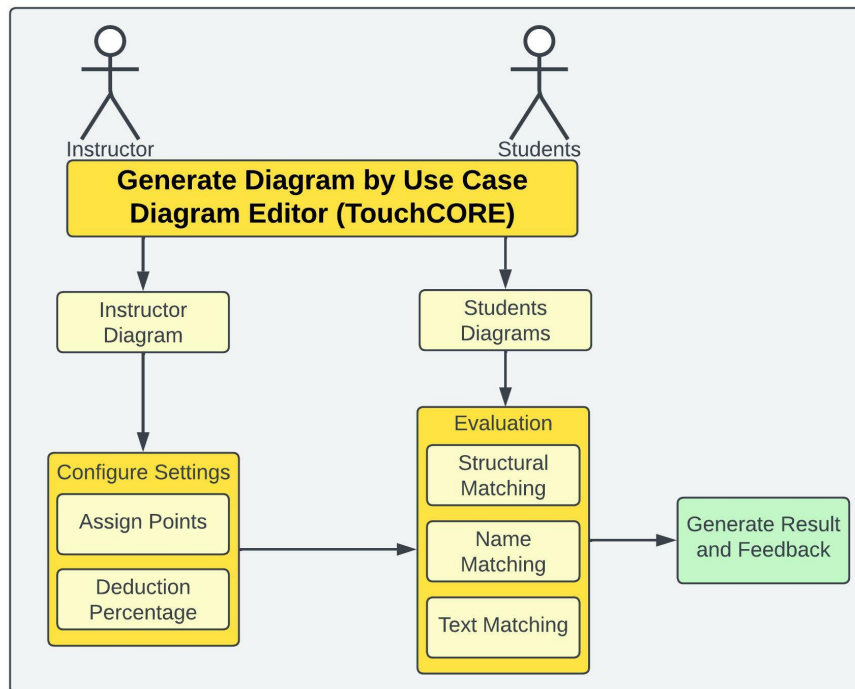 Instructor
Students
Generate Diagram by Use Case
Diagram Editor (TouchCORE)
Instructor
Diagram
Students
Diagrams
Configure Settings
Assign Points
Deduction
Percentage
Evaluation
Structural
Matching
Name
Matching
Text Matching
Generate Result
and Feedback